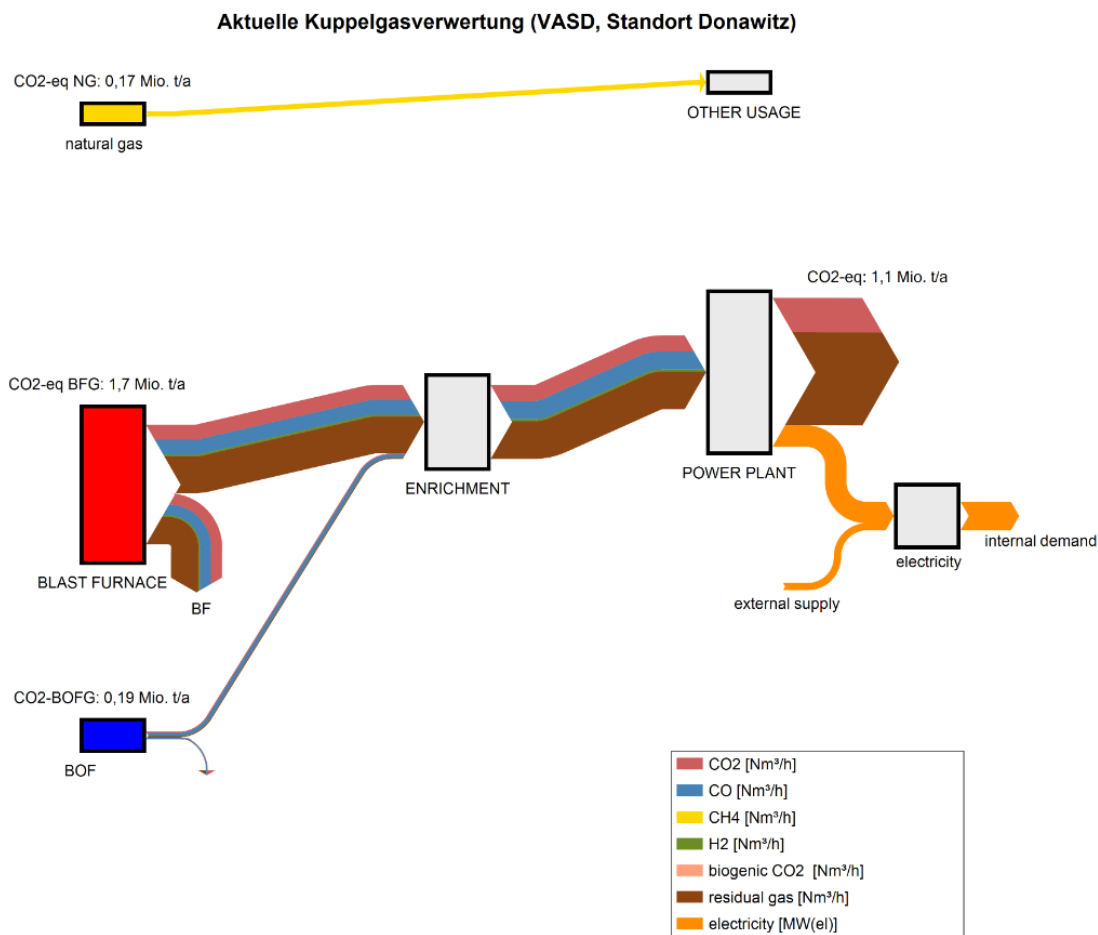 Aktuelle Kuppelgasverwertung (VASD, Standort Donawitz)
CO2-eq NG: 0,17 Mio. t/a
natural gas
OTHER USAGE
CO2-eq: 1,1 Mio. t/a
CO2-eq BFG: 1,7 Mio. t/a
POWER PLANT
ENRICHMENT
internal demand
electricity
BLAST FURNACE
external supply
BF
CO2-BOFG: 0,19 Mio. t/a
BOF
CO2 [Nm³/h]
CO [Nm³/h]
CH4 [Nm³/h]
H2 [Nm³/h]
biogenic CO2 [Nm³/h]
residual gas [Nm³/h]
electricity [MW(el)]